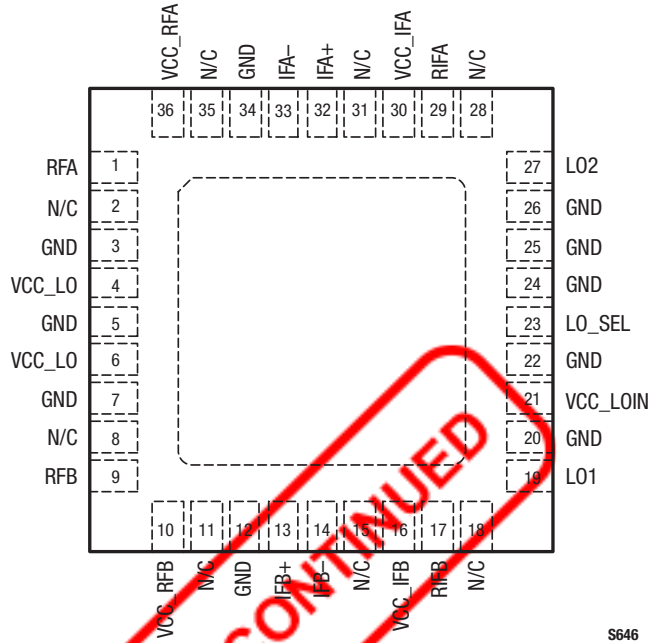 VCC_RFA N/C GND IFA– IFA+ N/C VCC_IFA RIFA N/C
36 35 34 33 32 31 30 29 28
RFA 1 27 LO2
N/C 2 26 GND
GND 3 25 GND
VCC_LO 4 24 GND
GND 5 23 LO_SEL
VCC_LO 6 22 GND
GND 7 21 VCC_LOIN
N/C 8 20 GND
RFB 9 19 LO1
10 11 12 13 14 15 16 17 18
VCC_RFB N/C GND IFB+ IFB– N/C VCC_IFB RIFB N/C
CONTINUED
S646